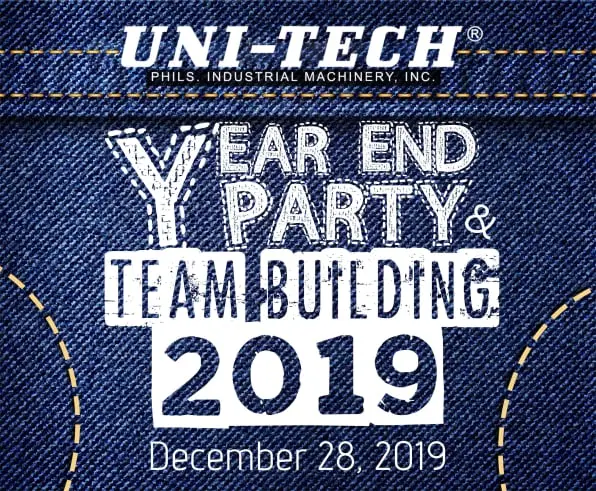 UNI-TECH®
PHILS. INDUSTRIAL MACHINERY, INC.
YEAR END
PARTY &
TEAM BUILDING
2019
December 28, 2019